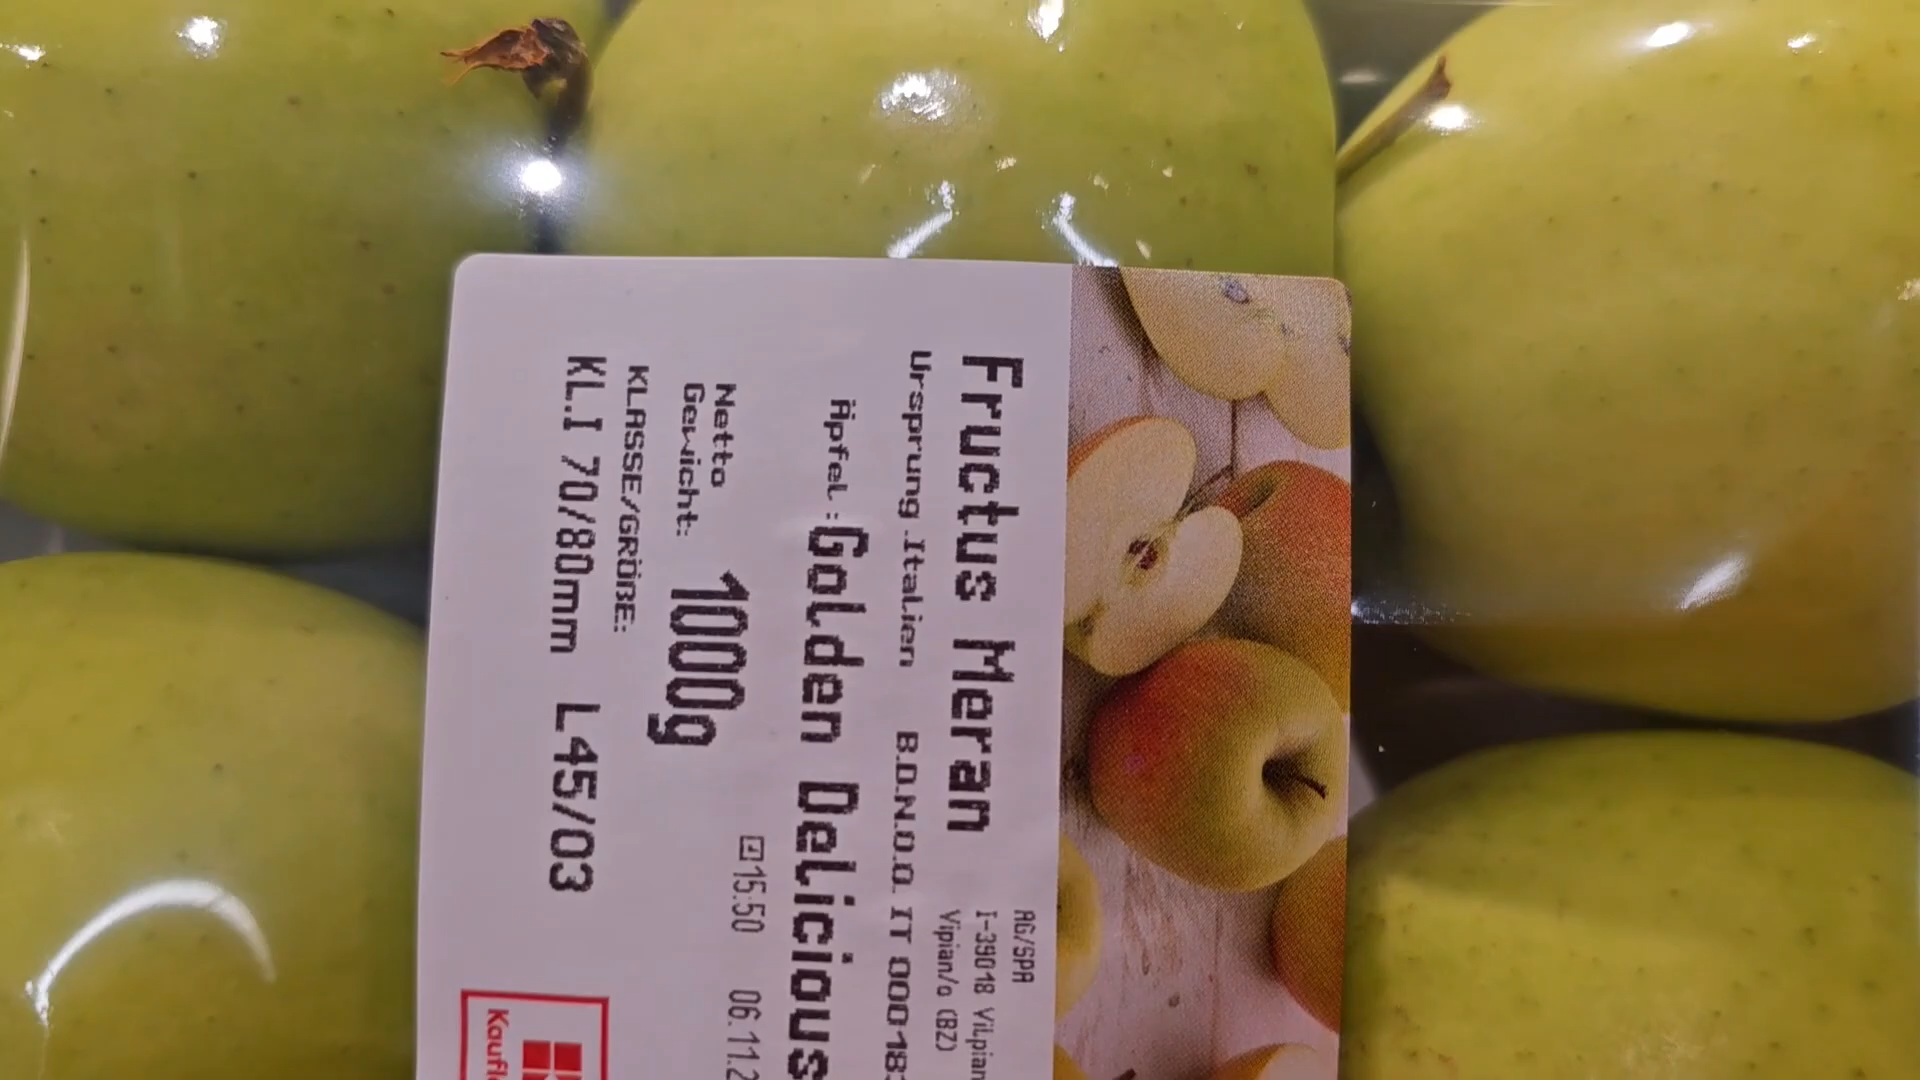 Fructus Meran
AG/SPA
I-39018 Vilpian
Vipian/o (BZ)
Ursprung .Italien B.D.N.O.O. IT
Äpfel: Golden Delicious
Netto
Gewicht: 1000g
15:50 06.11.2
KLASSE/GRÖßE:
KL.I 70/80mm L45/03